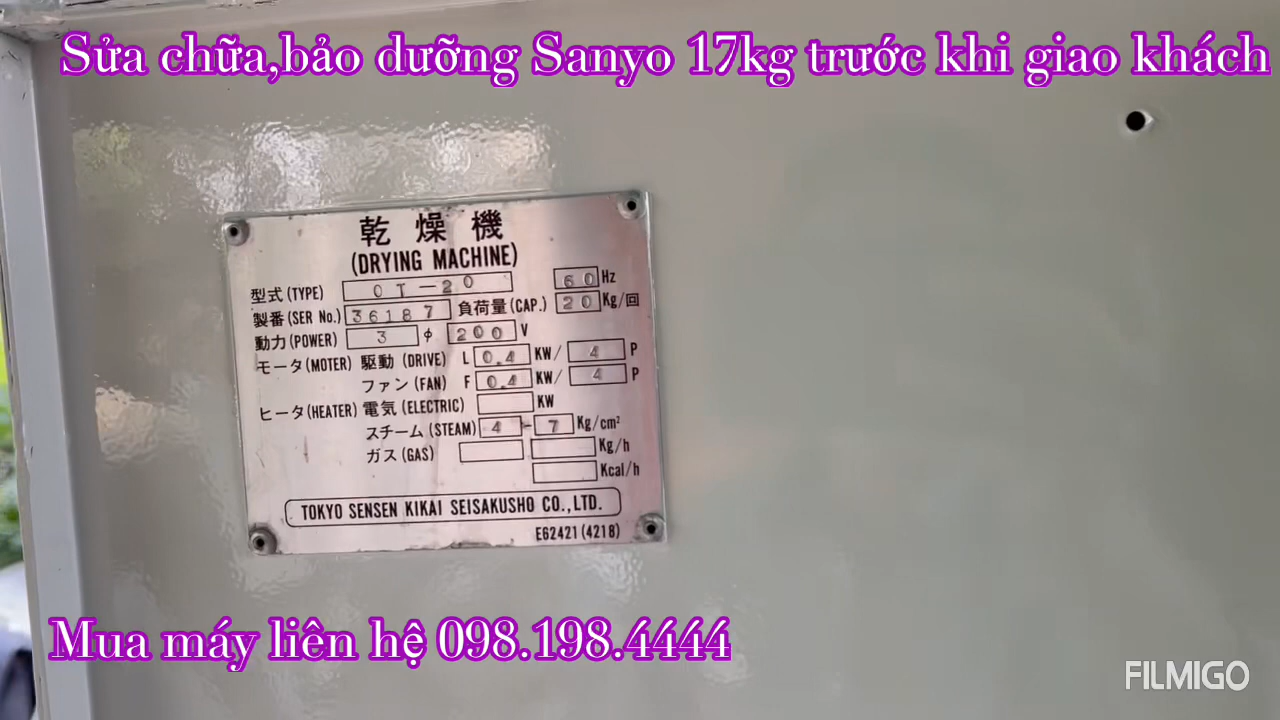 Sửa chữa,bảo dưỡng Sanyo 17kg trước khi giao khách
乾燥機
(DRYING MACHINE)
型式(TYPE) OT-20 60 Hz
製番(SER No.) 36187 負荷量(CAP.) 20 Kg/回
動力(POWER) 3 φ 200 V
モータ(MOTER) 駆動(DRIVE) L 0.4 KW/ 4 P
ファン(FAN) F 0.4 KW/ 4 P
ヒータ(HEATER) 電気(ELECTRIC) KW
スチーム(STEAM) 4-7 Kg/cm²
ガス(GAS) Kg/h
Kcal/h
TOKYO SENSEN KIKAI SEISAKUSHO CO.,LTD.
E62421(4218)
Mua máy liên hệ 098.198.4444
FILMIGO